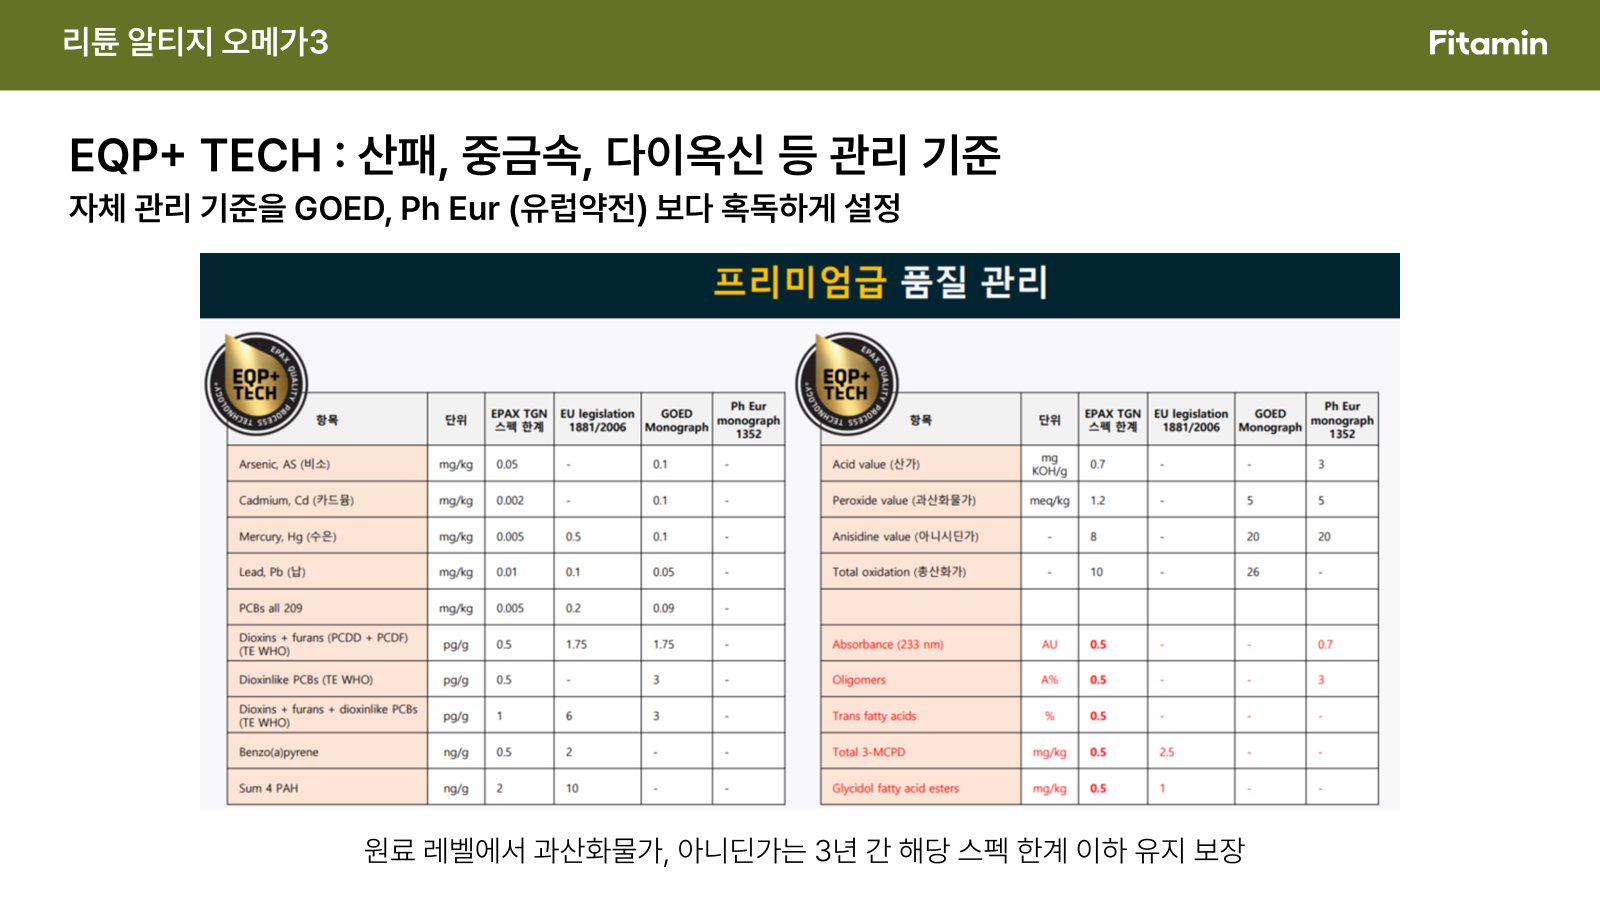 리튠 알티지 오메가3
Fitamin
EQP+ TECH : 산패, 중금속, 다이옥신 등 관리 기준
자체 관리 기준을 GOED, Ph Eur (유럽약전) 보다 혹독하게 설정
프리미엄급 품질 관리
EPAX QUALITY PROCESS TECHNOLOGY
EQP+
TECH
항목 단위 EPAX TGN 스펙 한계 EU legislation 1881/2006 GOED Monograph Ph Eur monograph 1352
Arsenic, AS (비소) mg/kg 0.05 - 0.1 -
Cadmium, Cd (카드뮴) mg/kg 0.002 - 0.1 -
Mercury, Hg (수은) mg/kg 0.005 0.5 0.1 -
Lead, Pb (납) mg/kg 0.01 0.1 0.05 -
PCBs all 209 mg/kg 0.005 0.2 0.09 -
Dioxins + furans (PCDD + PCDF) (TE WHO) pg/g 0.5 1.75 1.75 -
Dioxinlike PCBs (TE WHO) pg/g 0.5 - 3 -
Dioxins + furans + dioxinlike PCBs (TE WHO) pg/g 1 6 3 -
Benzo(a)pyrene ng/g 0.5 2 - -
Sum 4 PAH ng/g 2 10 - -
EPAX QUALITY PROCESS TECHNOLOGY
EQP+
TECH
항목 단위 EPAX TGN 스펙 한계 EU legislation 1881/2006 GOED Monograph Ph Eur monograph 1352
Acid value (산가) mg KOH/g 0.7 - - 3
Peroxide value (과산화물가) meq/kg 1.2 - 5 5
Anisidine value (아니시딘가) - 8 - 20 20
Total oxidation (총산화가) - 10 - 26 -
Absorbance (233 nm) AU 0.5 - - 0.7
Oligomers A% 0.5 - - 3
Trans fatty acids % 0.5 - - -
Total 3-MCPD mg/kg 0.5 2.5 - -
Glycidol fatty acid esters mg/kg 0.5 1 - -
원료 레벨에서 과산화물가, 아니딘가는 3년 간 해당 스펙 한계 이하 유지 보장